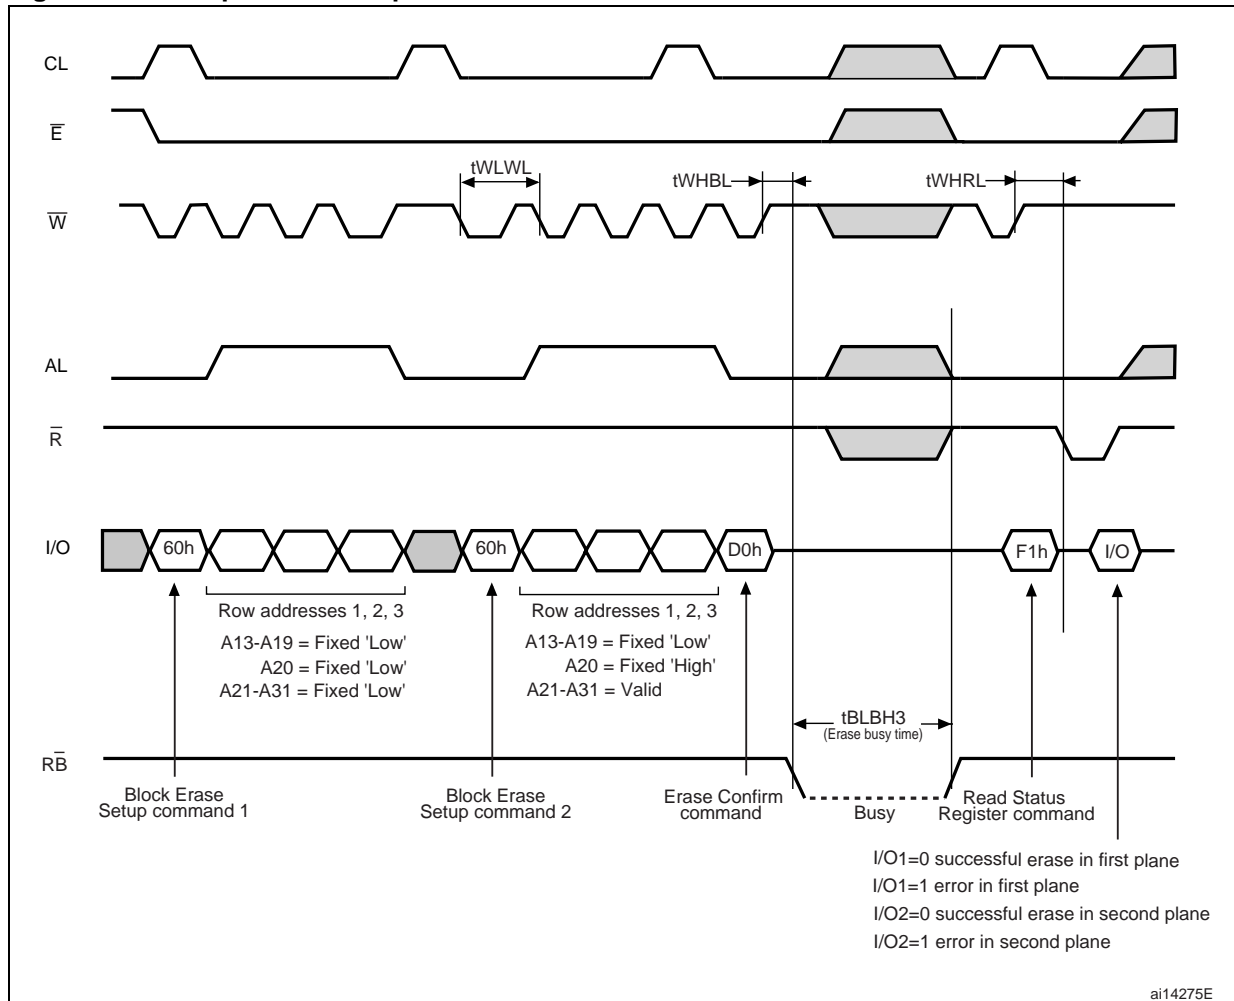 CL
E
tWLWL
tWHBL
tWHRL
W
AL
R
I/O
60h
60h
D0h
F1h
I/O
Row addresses 1, 2, 3
A13-A19 = Fixed 'Low'
A20 = Fixed 'Low'
A21-A31 = Fixed 'Low'
Row addresses 1, 2, 3
A13-A19 = Fixed 'Low'
A20 = Fixed 'High'
A21-A31 = Valid
tBLBH3
(Erase busy time)
RB
Block Erase
Setup command 1
Block Erase
Setup command 2
Erase Confirm
command
Busy
Read Status
Register command
I/O1=0 successful erase in first plane
I/O1=1 error in first plane
I/O2=0 successful erase in second plane
I/O2=1 error in second plane
ai14275E